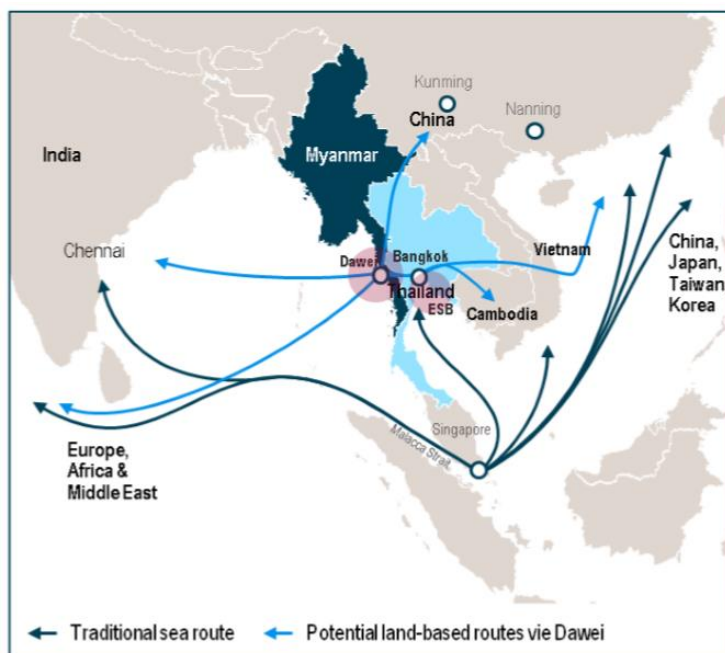 Kunming
Nanning
China
India
Myanmar
Chennai
Dawei
Bangkok
Vietnam
Thailand
ESB
Cambodia
China,
Japan,
Taiwan
Korea
Singapore
Malacca Strait,
Europe,
Africa &
Middle East
Traditional sea route
Potential land-based routes vie Dawei